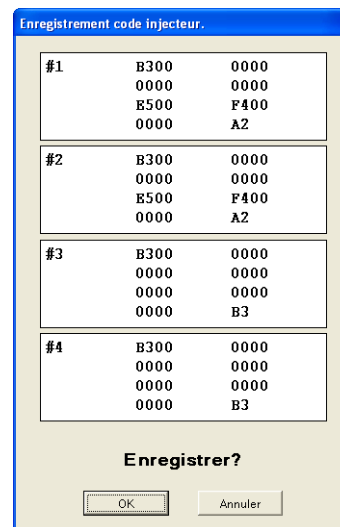 Enregistrement code injecteur.
#1 B300 0000
0000 0000
E500 F400
0000 A2
#2 B300 0000
0000 0000
E500 F400
0000 A2
#3 B300 0000
0000 0000
0000 0000
0000 B3
#4 B300 0000
0000 0000
0000 0000
0000 B3
Enregistrer?
OK Annuler